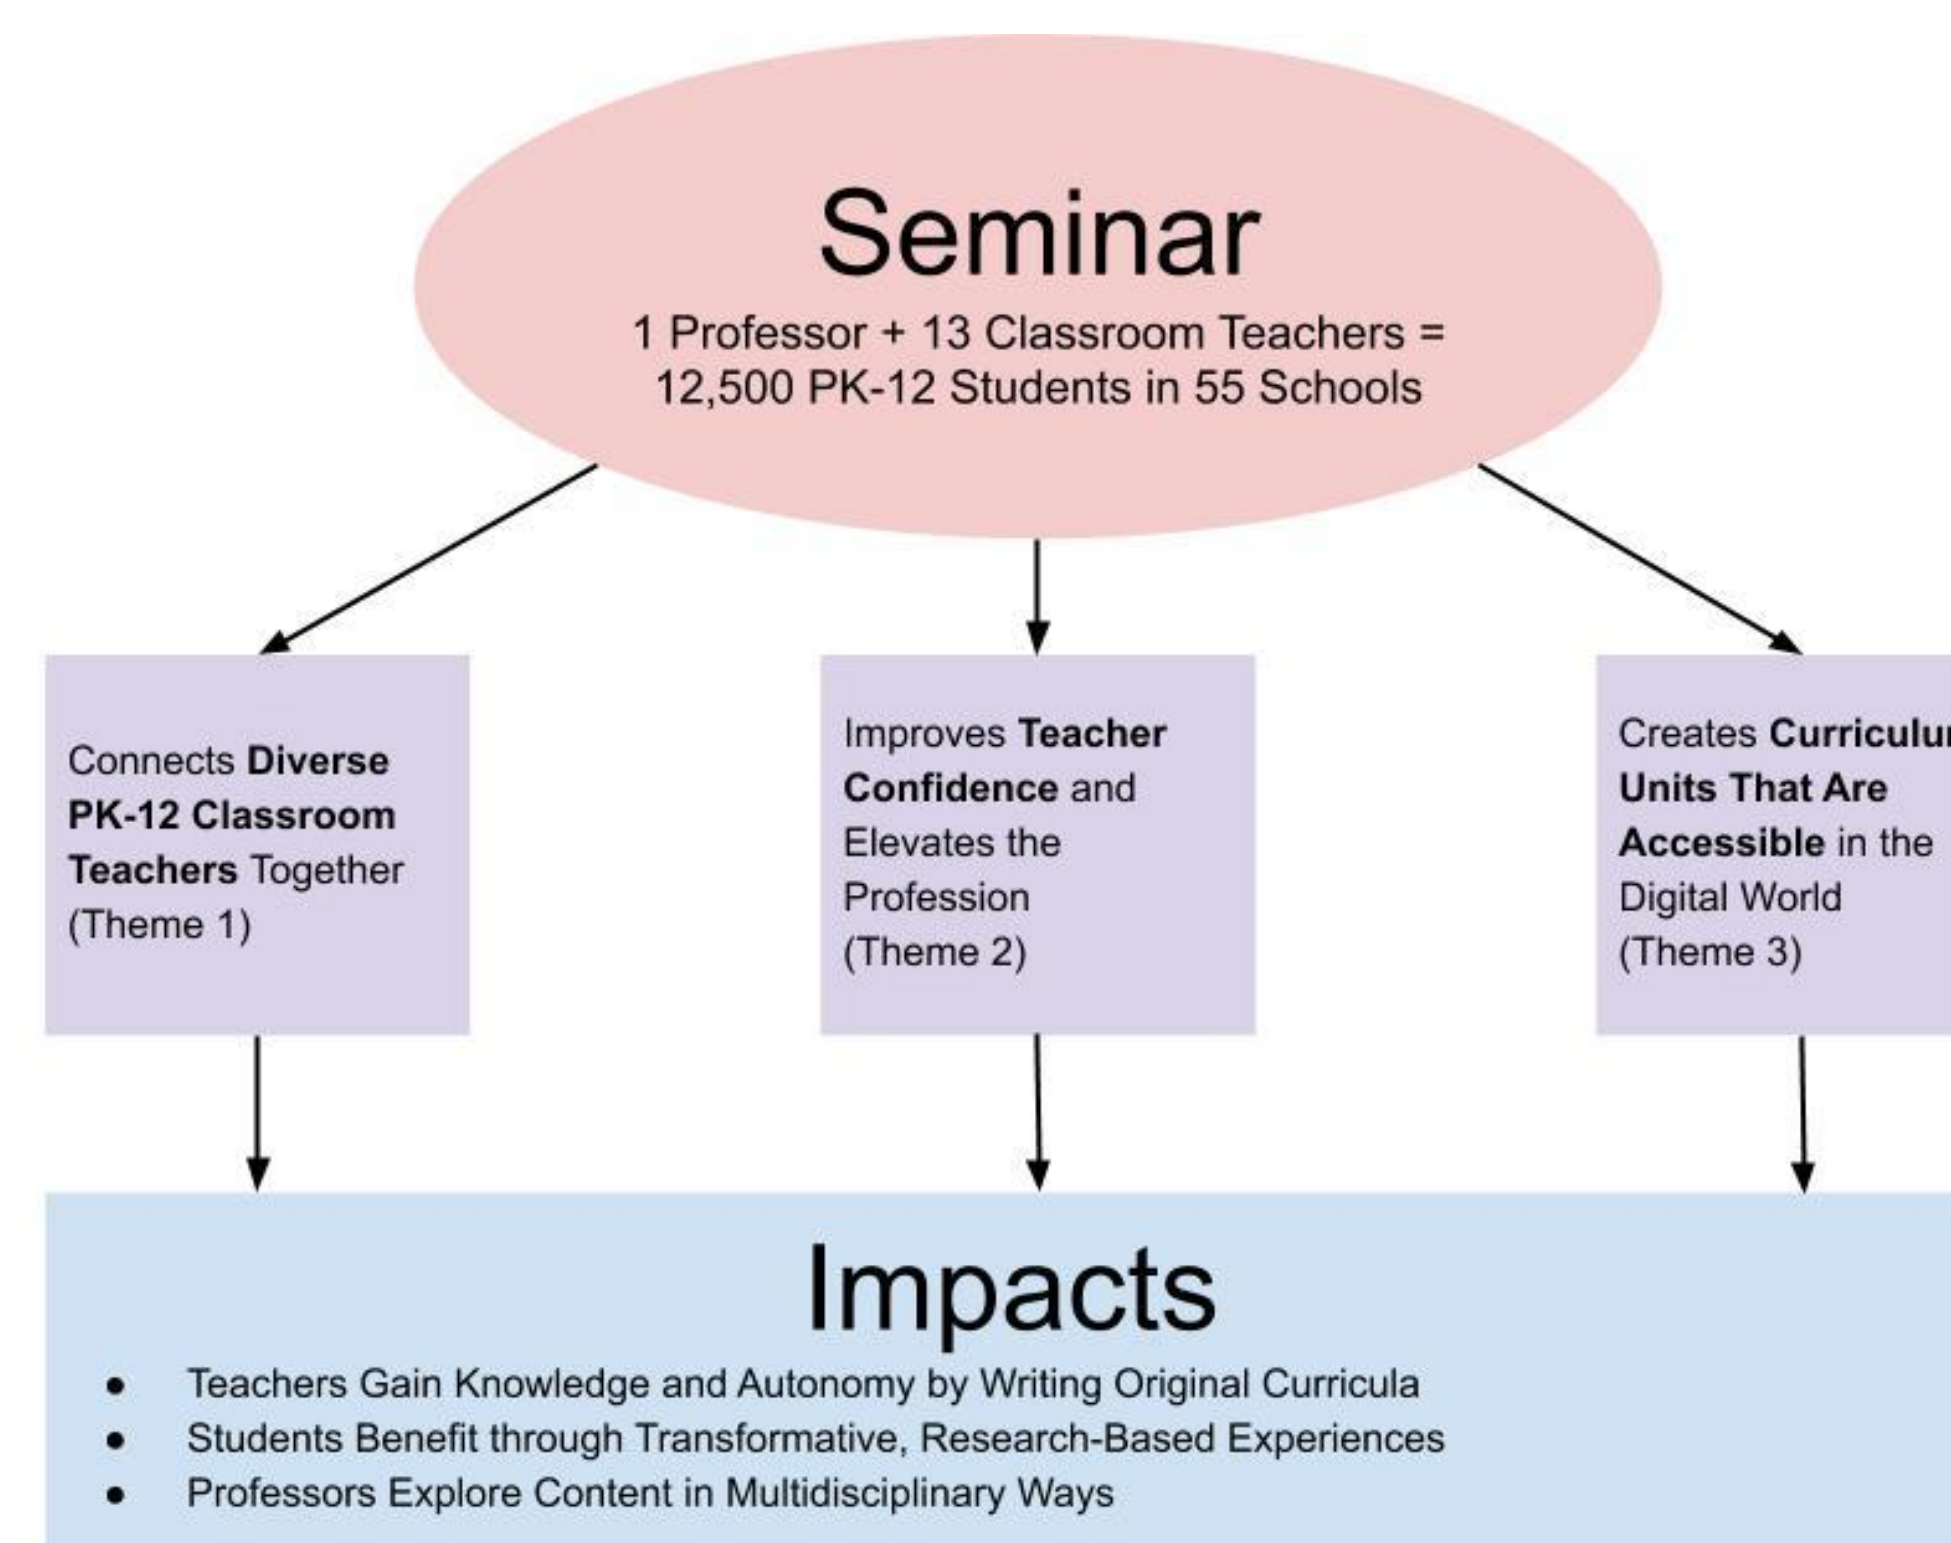 Seminar
1 Professor + 13 Classroom Teachers =
12,500 PK-12 Students in 55 Schools
Connects Diverse
PK-12 Classroom
Teachers Together
(Theme 1)
Improves Teacher
Confidence and
Elevates the
Profession
(Theme 2)
Creates
Units That Are
Accessible in the
Digital World
(Theme 3)
Impacts
● Teachers Gain Knowledge and Autonomy by Writing Original Curricula
● Students Benefit through Transformative, Research-Based Experiences
● Professors Explore Content in Multidisciplinary Ways